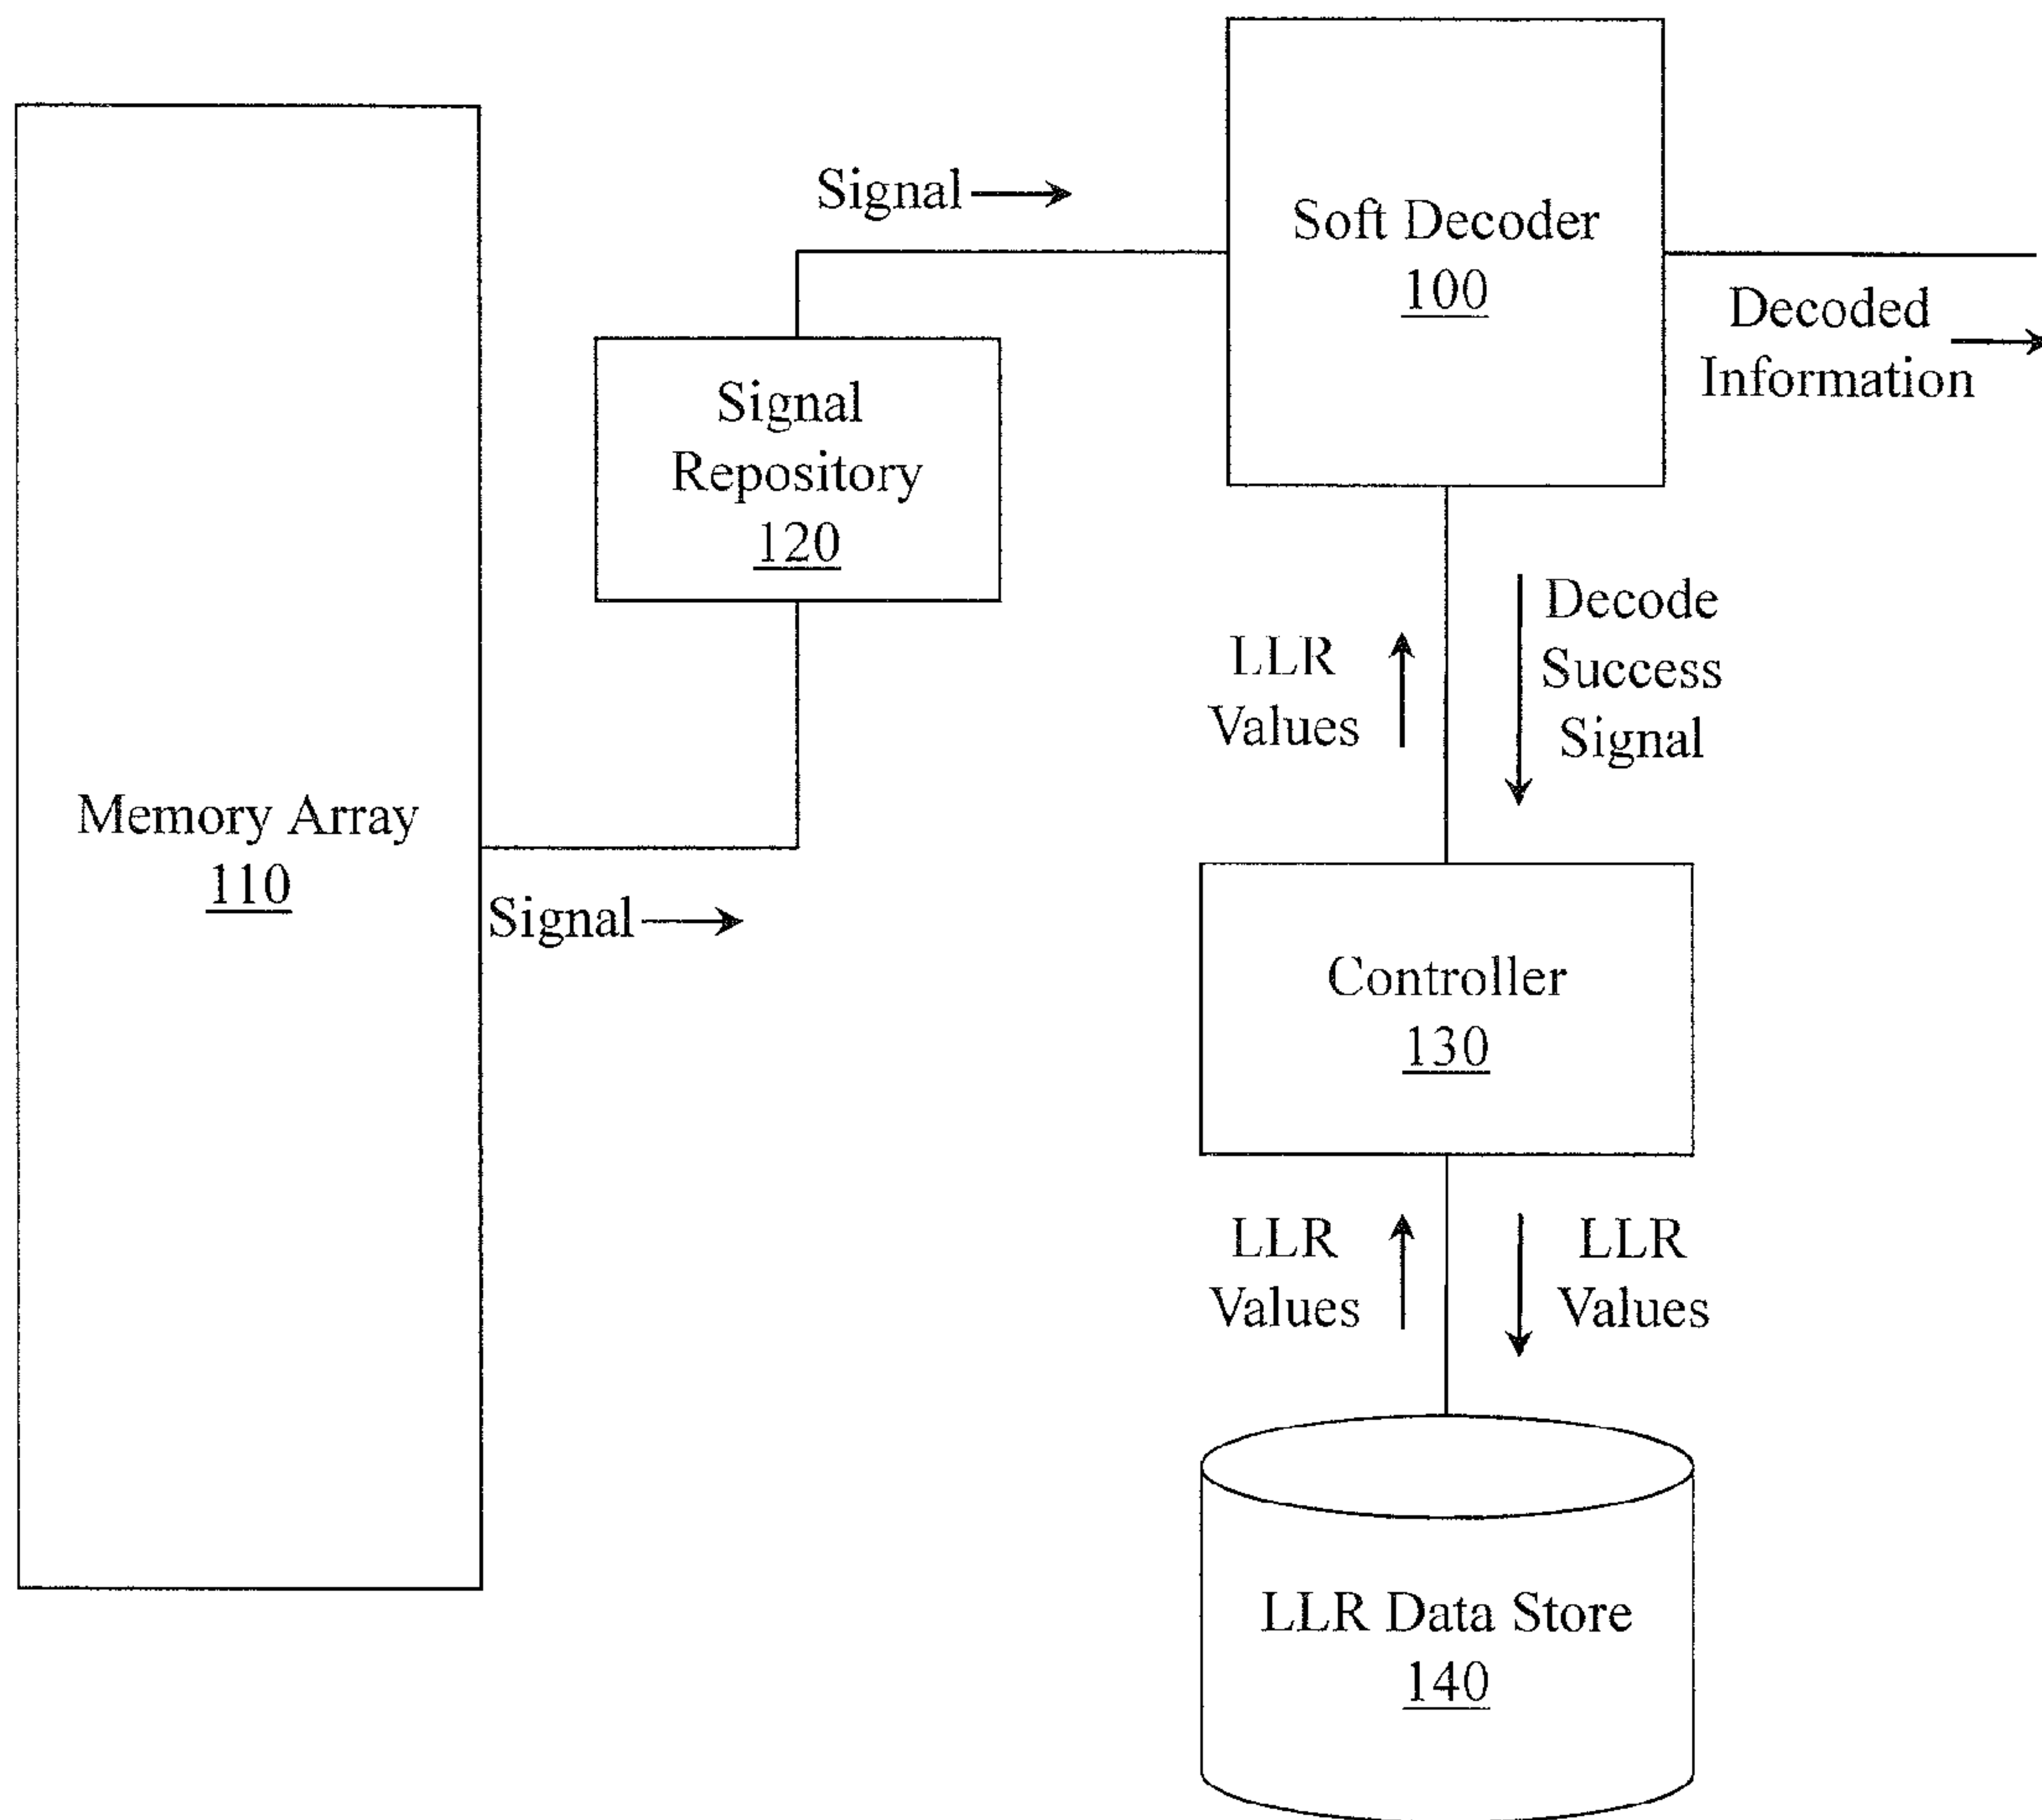 Signal
Soft Decoder
100
Decoded
Information
Signal
Repository
120
Memory Array
110
Signal
LLR
Values
Decode
Success
Signal
Controller
130
LLR
Values
LLR
Values
LLR Data Store
140